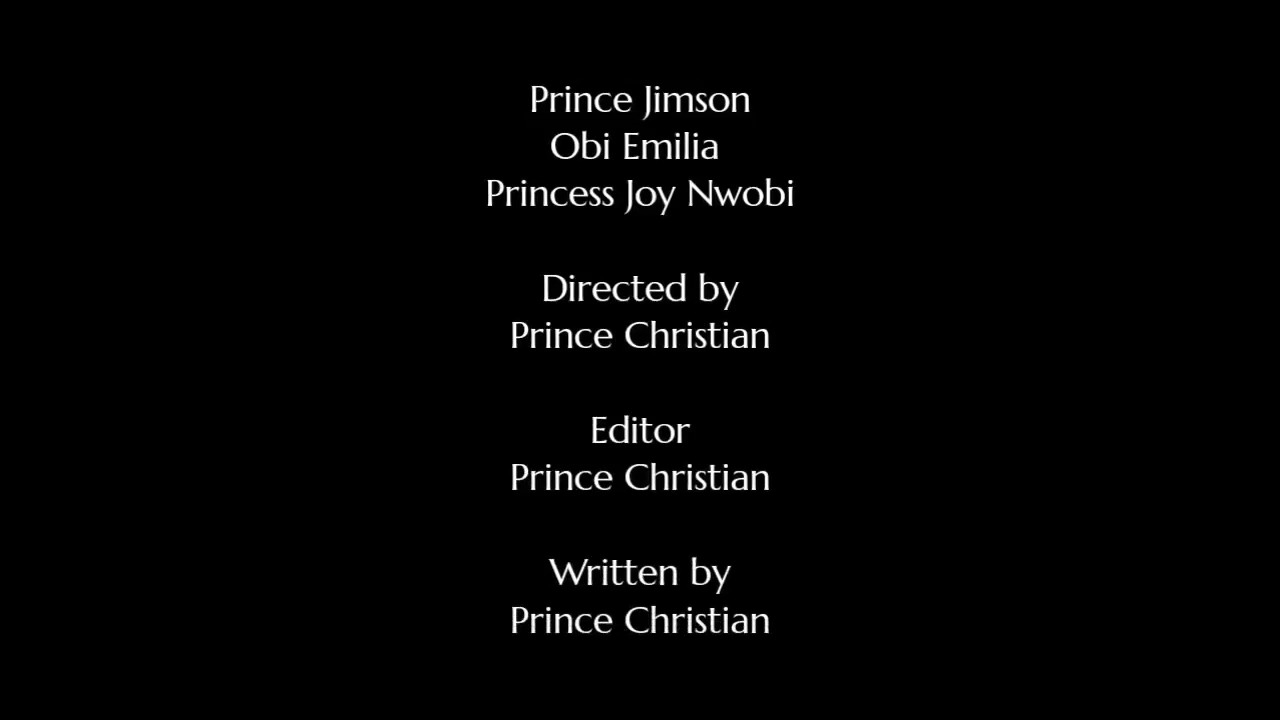 Prince Jimson
Obi Emilia
Princess Joy Nwobi
Directed by
Prince Christian
Editor
Prince Christian
Written by
Prince Christian